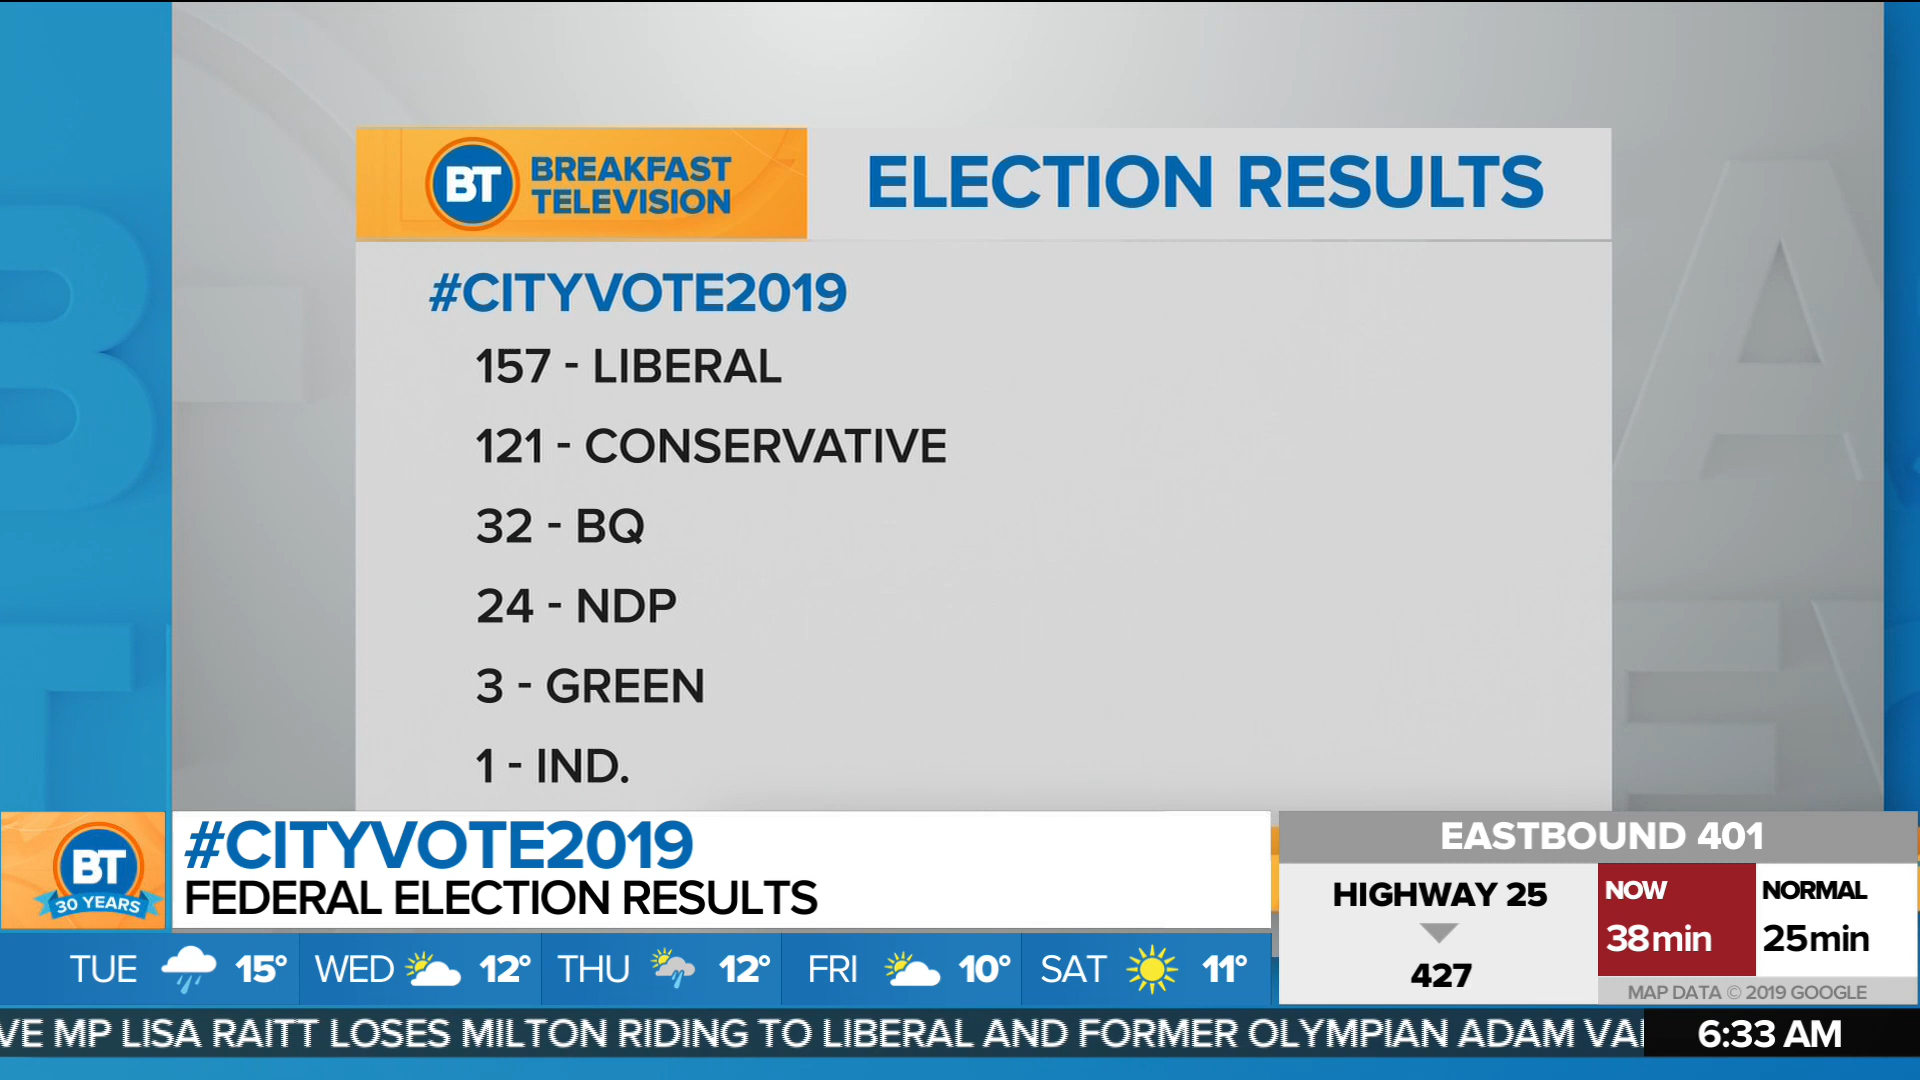 BT BREAKFAST
TELEVISION
ELECTION RESULTS
#CITYVOTE2019
157 - LIBERAL
121 - CONSERVATIVE
32 - BQ
24 - NDP
3 - GREEN
1 - IND.
BT
30 YEARS
#CITYVOTE2019
FEDERAL ELECTION RESULTS
EASTBOUND 401
HIGHWAY 25
427
NOW
38min
NORMAL
25min
MAP DATA © 2019 GOOGLE
TUE 15° WED 12° THU 12° FRI 10° SAT 11°
VE MP LISA RAITT LOSES MILTON RIDING TO LIBERAL AND FORMER OLYMPIAN ADAM VA
6:33 AM